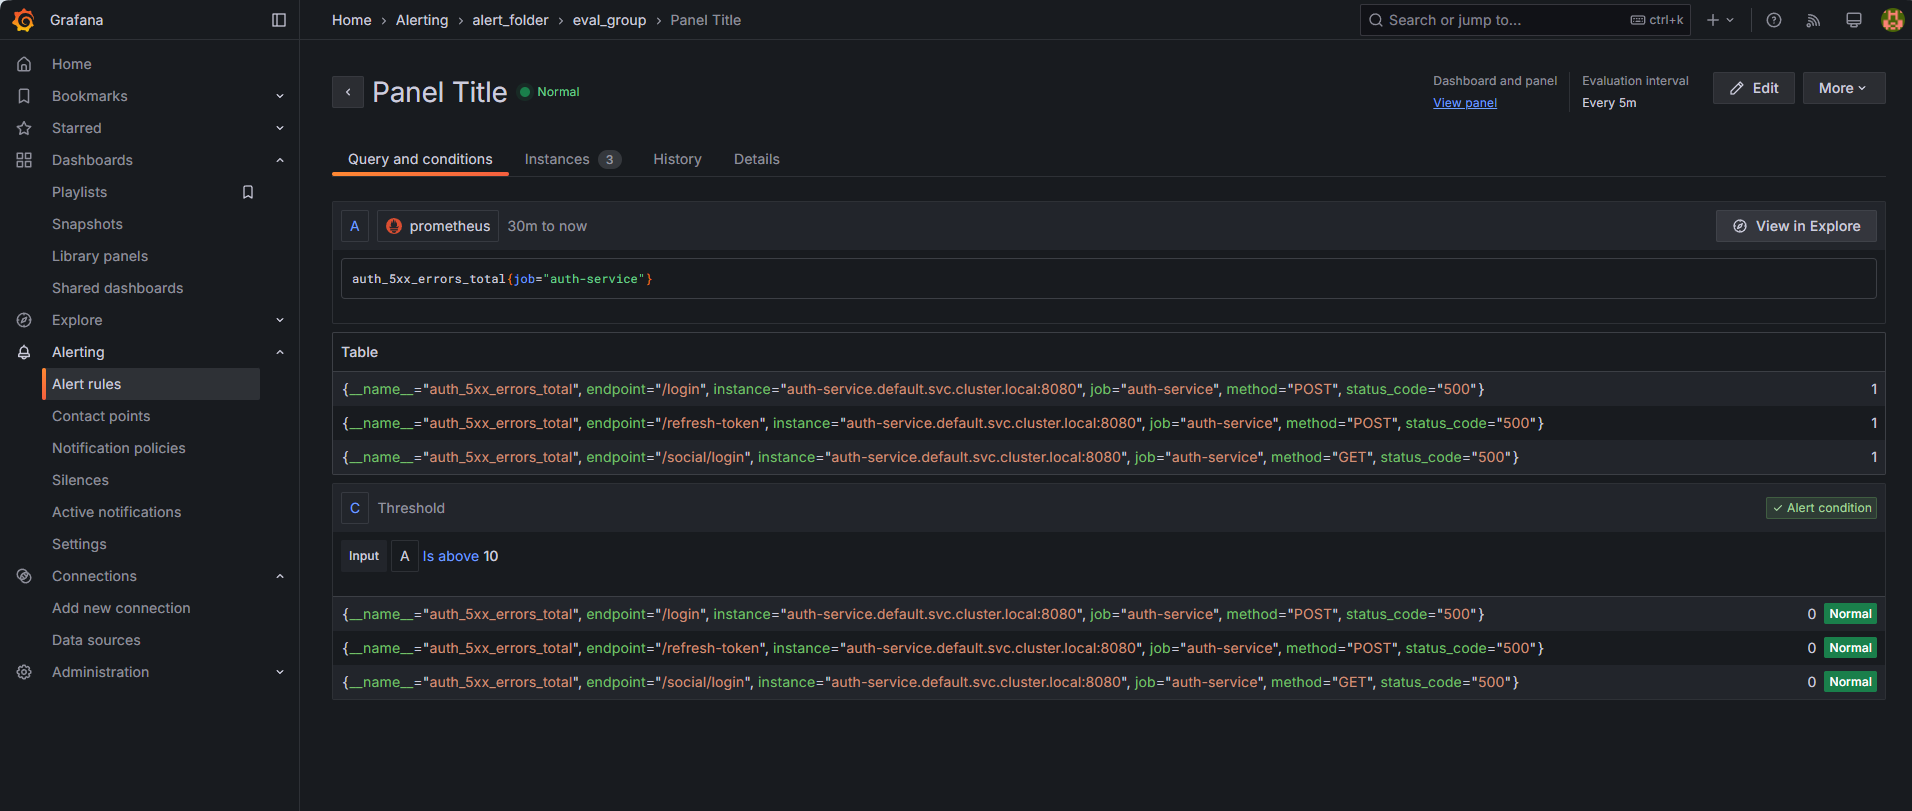 Grafana
Home › Alerting › alert_folder › eval_group › Panel Title
Search or jump to...
ctrl+k
Home
Bookmarks
Starred
Dashboards
Playlists
Snapshots
Library panels
Shared dashboards
Explore
Alerting
Alert rules
Contact points
Notification policies
Silences
Active notifications
Settings
Connections
Add new connection
Data sources
Administration
Panel Title
Normal
Dashboard and panel
View panel
Evaluation interval
Every 5m
Edit
More
Query and conditions
Instances 3
History
Details
A
prometheus
30m to now
View in Explore
auth_5xx_errors_total{job="auth-service"}
Table
{__name__="auth_5xx_errors_total", endpoint="/login", instance="auth-service.default.svc.cluster.local:8080", job="auth-service", method="POST", status_code="500"} 1
{__name__="auth_5xx_errors_total", endpoint="/refresh-token", instance="auth-service.default.svc.cluster.local:8080", job="auth-service", method="POST", status_code="500"} 1
{__name__="auth_5xx_errors_total", endpoint="/social/login", instance="auth-service.default.svc.cluster.local:8080", job="auth-service", method="GET", status_code="500"} 1
C
Threshold
Alert condition
Input A Is above 10
{__name__="auth_5xx_errors_total", endpoint="/login", instance="auth-service.default.svc.cluster.local:8080", job="auth-service", method="POST", status_code="500"} 0 Normal
{__name__="auth_5xx_errors_total", endpoint="/refresh-token", instance="auth-service.default.svc.cluster.local:8080", job="auth-service", method="POST", status_code="500"} 0 Normal
{__name__="auth_5xx_errors_total", endpoint="/social/login", instance="auth-service.default.svc.cluster.local:8080", job="auth-service", method="GET", status_code="500"} 0 Normal